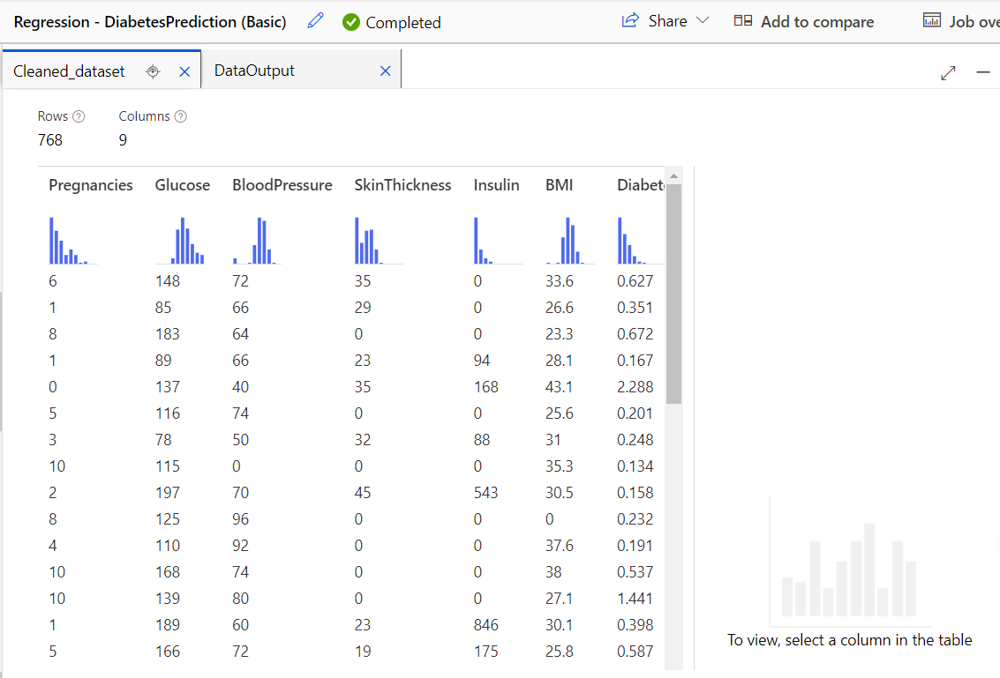 Regression - DiabetesPrediction (Basic) Completed Share Add to compare Job ove
Cleaned_dataset DataOutput
Rows Columns
768 9
Pregnancies Glucose BloodPressure SkinThickness Insulin BMI Diabete
6 148 72 35 0 33.6 0.627
1 85 66 29 0 26.6 0.351
8 183 64 0 0 23.3 0.672
1 89 66 23 94 28.1 0.167
0 137 40 35 168 43.1 2.288
5 116 74 0 0 25.6 0.201
3 78 50 32 88 31 0.248
10 115 0 0 0 35.3 0.134
2 197 70 45 543 30.5 0.158
8 125 96 0 0 0 0.232
4 110 92 0 0 37.6 0.191
10 168 74 0 0 38 0.537
10 139 80 0 0 27.1 1.441
1 189 60 23 846 30.1 0.398
5 166 72 19 175 25.8 0.587
To view, select a column in the table